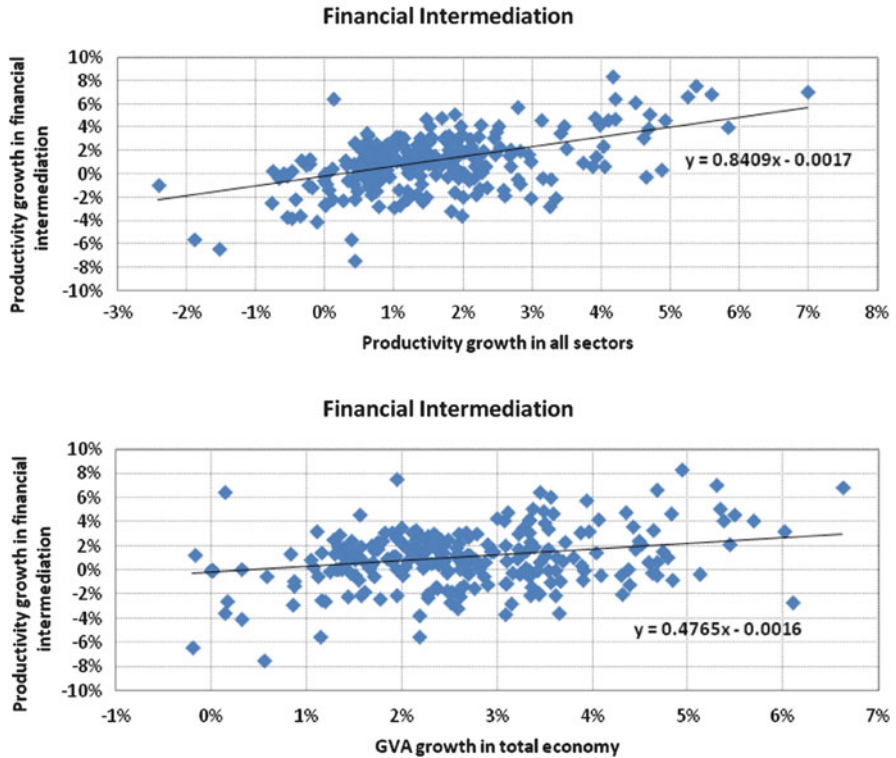 Financial Intermediation
Productivity growth in financial
intermediation
10%
8%
6%
4%
2%
0%
-2%
-4%
-6%
-8%
-10%
y = 0.8409x - 0.0017
-3% -2% -1% 0% 1% 2% 3% 4% 5% 6% 7% 8%
Productivity growth in all sectors
Financial Intermediation
Productivity growth in financial
intermediation
10%
8%
6%
4%
2%
0%
-2%
-4%
-6%
-8%
-10%
y = 0.4765x - 0.0016
-1% 0% 1% 2% 3% 4% 5% 6% 7%
GVA growth in total economy